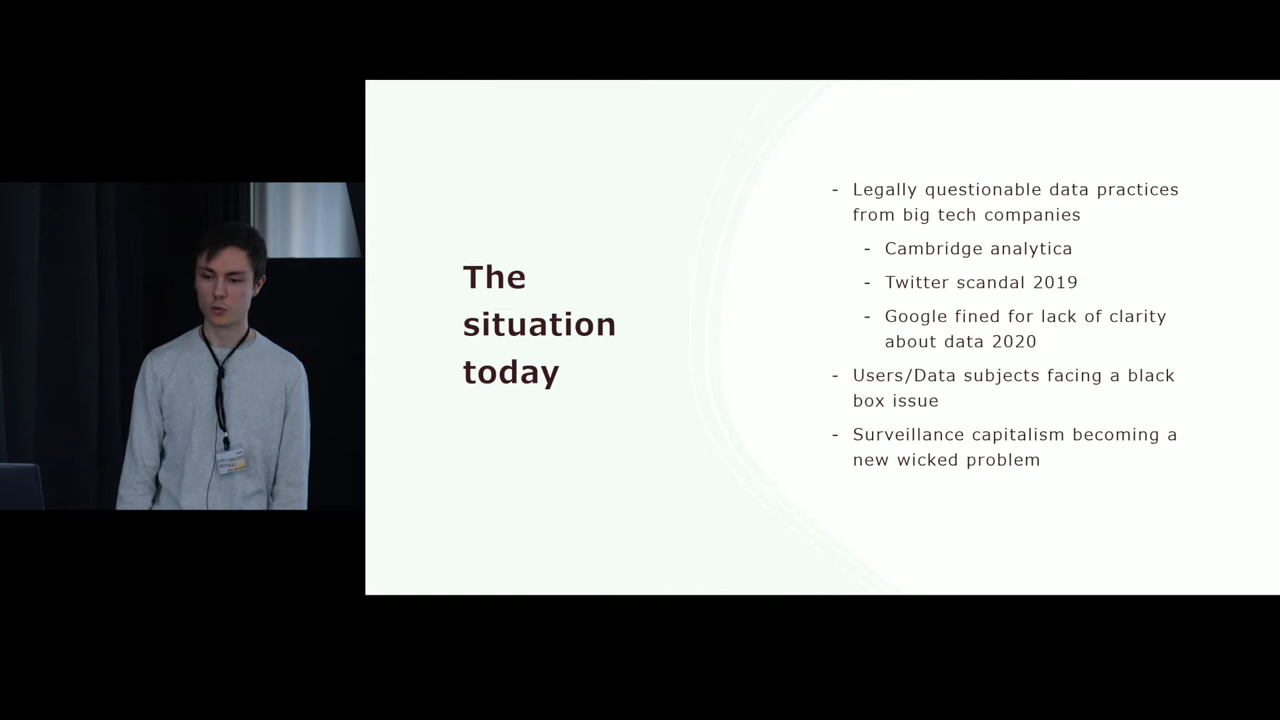 The
situation
today
- Legally questionable data practices
from big tech companies
- Cambridge analytica
- Twitter scandal 2019
- Google fined for lack of clarity
about data 2020
- Users/Data subjects facing a black
box issue
- Surveillance capitalism becoming a
new wicked problem